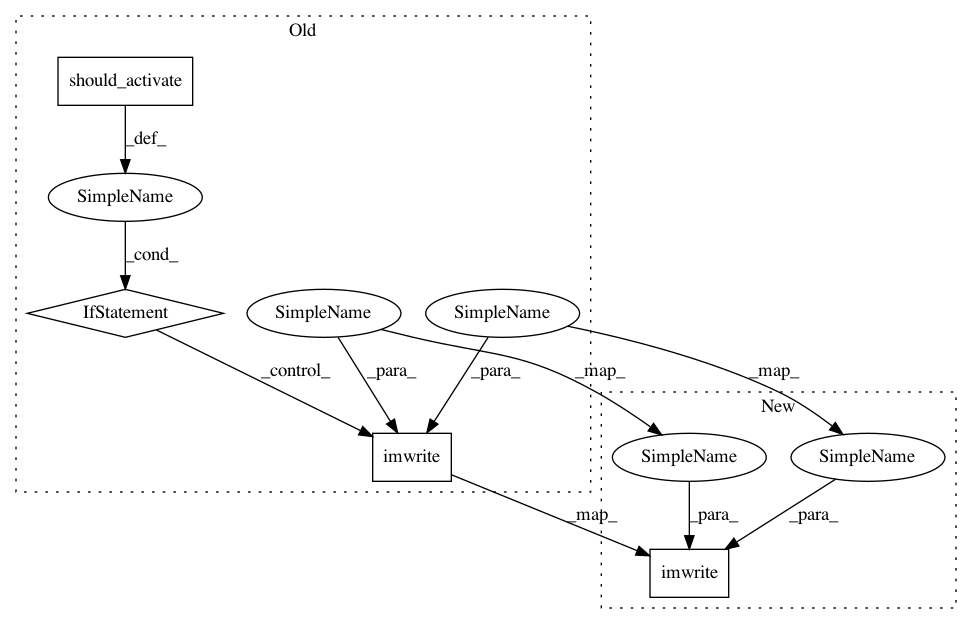 Old
should_activate
_def_
SimpleName
_cond_
IfStatement
SimpleName
SimpleName
_control_
_para_
_para_
_map_
_map_
New
imwrite
SimpleName
SimpleName
_map_
_para_
_para_
imwrite